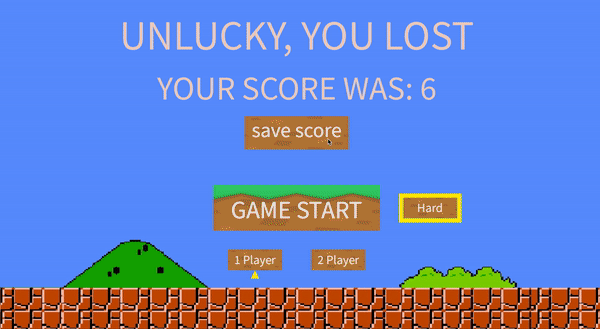 UNLUCKY, YOU LOST
YOUR SCORE WAS: 6
save score
GAME START
Hard
1 Player
2 Player